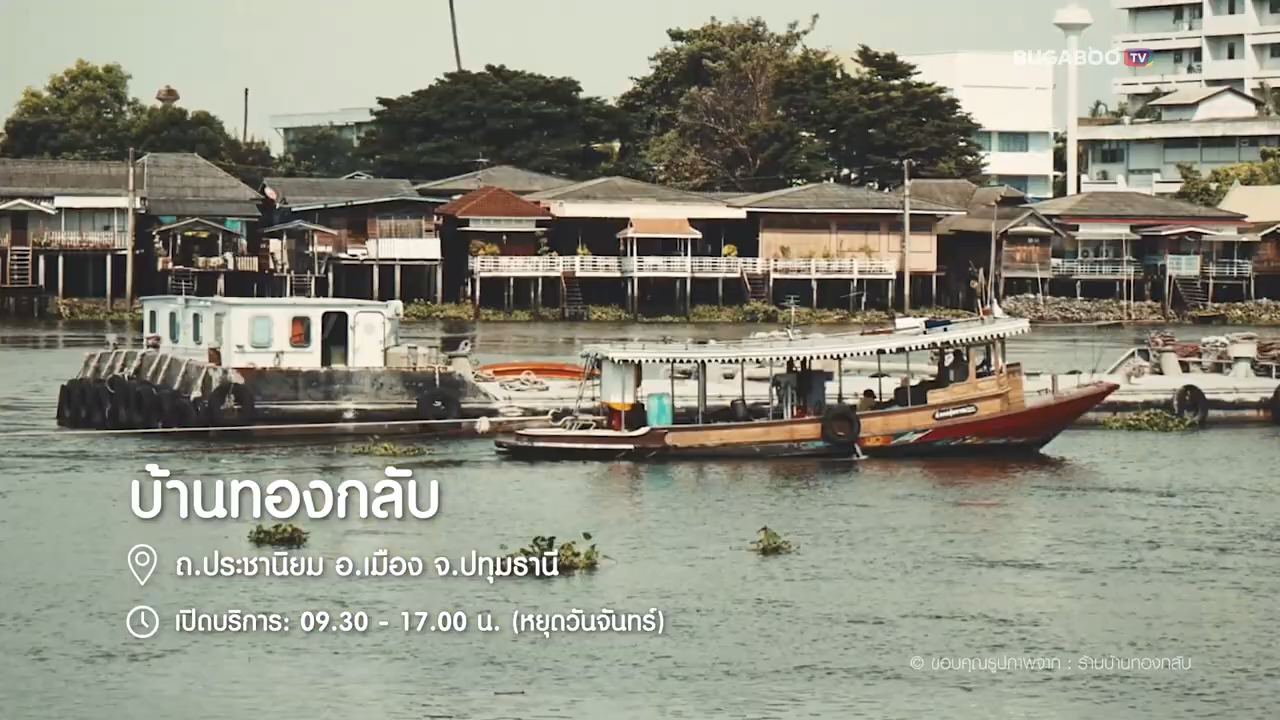 BUGABOO TV
บ้านทองกลับ
ถ.ประชานิยม อ.เมือง จ.ปทุมธานี
เปิดบริการ: 09.30 - 17.00 น. (หยุดวันจันทร์)
© ขอบคุณรูปภาพจาก : ร้านบ้านทองกลับ